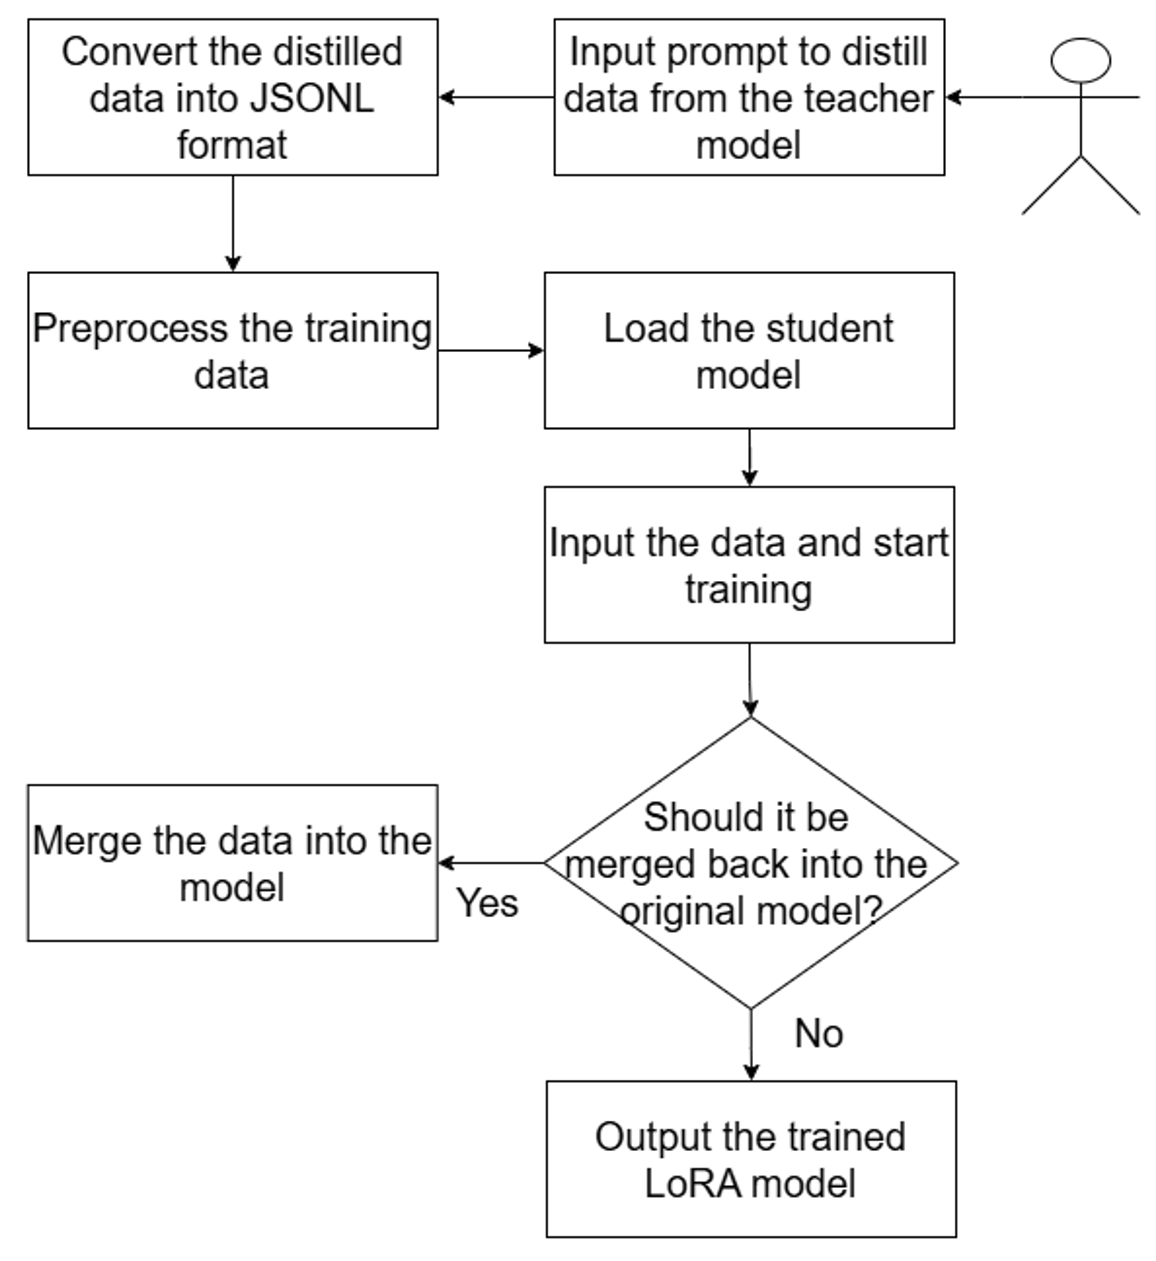 Convert the distilled
data into JSONL
format
Input prompt to distill
data from the teacher
model
Preprocess the training
data
Load the student
model
Input the data and start
training
Should it be
merged back into the
original model?
Merge the data into the
model
Yes
No
Output the trained
LoRA model